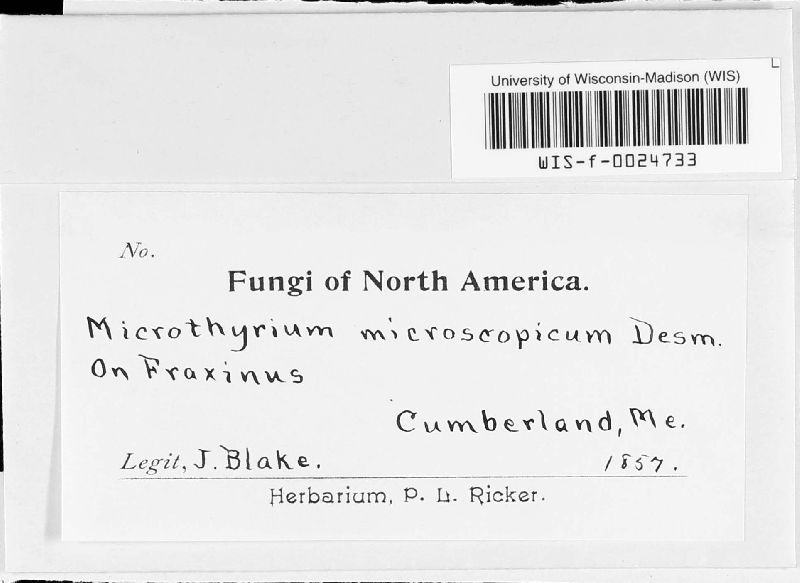 University of Wisconsin-Madison (WIS)
WIS-f-0024733
No.
Fungi of North America.
Microthyrium microscopicum Desm.
On Fraxinus
Cumberland, Me.
Legit, J. Blake. 1857.
Herbarium, P. L. Ricker.